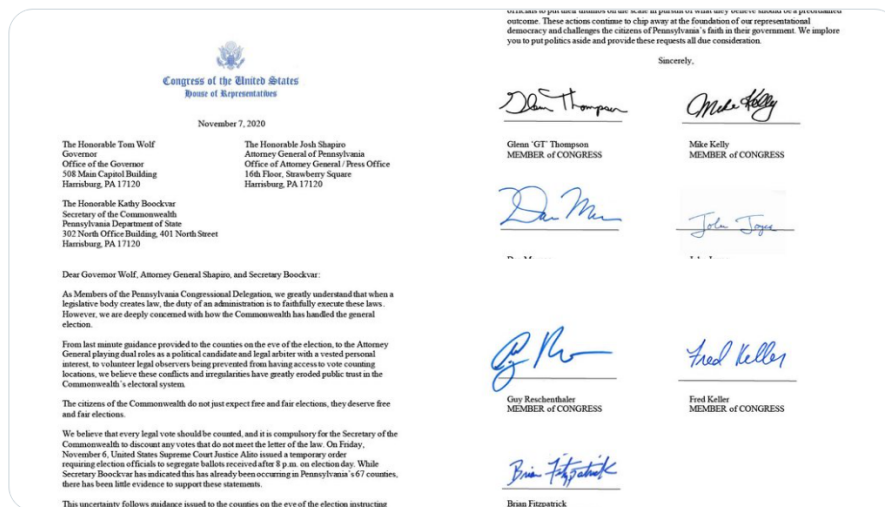 Congress of the United States
House of Representatives
November 7, 2020
The Honorable Tom Wolf
Governor
Office of the Governor
508 Main Capitol Building
Harrisburg, PA 17120
The Honorable Josh Shapiro
Attorney General of Pennsylvania
Office of Attorney General / Press Office
16th Floor, Strawberry Square
Harrisburg, PA 17120
The Honorable Kathy Boockvar
Secretary of the Commonwealth
Pennsylvania Department of State
302 North Office Building, 401 North Street
Harrisburg, PA 17120
Dear Governor Wolf, Attorney General Shapiro, and Secretary Boockvar:
As Members of the Pennsylvania Congressional Delegation, we greatly understand that when a
legislative body creates law, the duty of an administration is to faithfully execute these laws.
However, we are deeply concerned with how the Commonwealth has handled the general
election.
From last minute guidance provided to the counties on the eve of the election, to the Attorney
General playing dual roles as a political candidate and legal arbiter with a vested personal
interest, to volunteer legal observers being prevented from having access to vote counting
locations, we believe these conflicts and irregularities have greatly eroded public trust in the
Commonwealth's electoral system.
The citizens of the Commonwealth do not just expect free and fair elections, they deserve free
and fair elections.
We believe that every legal vote should be counted, and it is compulsory for the Secretary of the
Commonwealth to discount any votes that do not meet the letter of the law. On Friday,
November 6, United States Supreme Court Justice Alito issued a temporary order
requiring election officials to segregate ballots received after 8 p.m. on election day. While
Secretary Boockvar has indicated this has already been occurring in Pennsylvania's 67 counties,
there has been little evidence to support these statements.
This uncertainty follows guidance issued to the counties on the eve of the election instructing
officials to put their thumbs on the scale in pursuit of what they believe should be a preordained
outcome. These actions continue to chip away at the foundation of our representational
democracy and challenges the citizens of Pennsylvania's faith in their government. We implore
you to put politics aside and provide these requests all due consideration.
Sincerely,
Glenn Thompson
Mike Kelly
Glenn 'GT' Thompson
MEMBER of CONGRESS
Mike Kelly
MEMBER of CONGRESS
John Joyce
Fred Keller
Guy Reschenthaler
MEMBER of CONGRESS
Fred Keller
MEMBER of CONGRESS
Brian Fitzpatrick
Brian Fitzpatrick